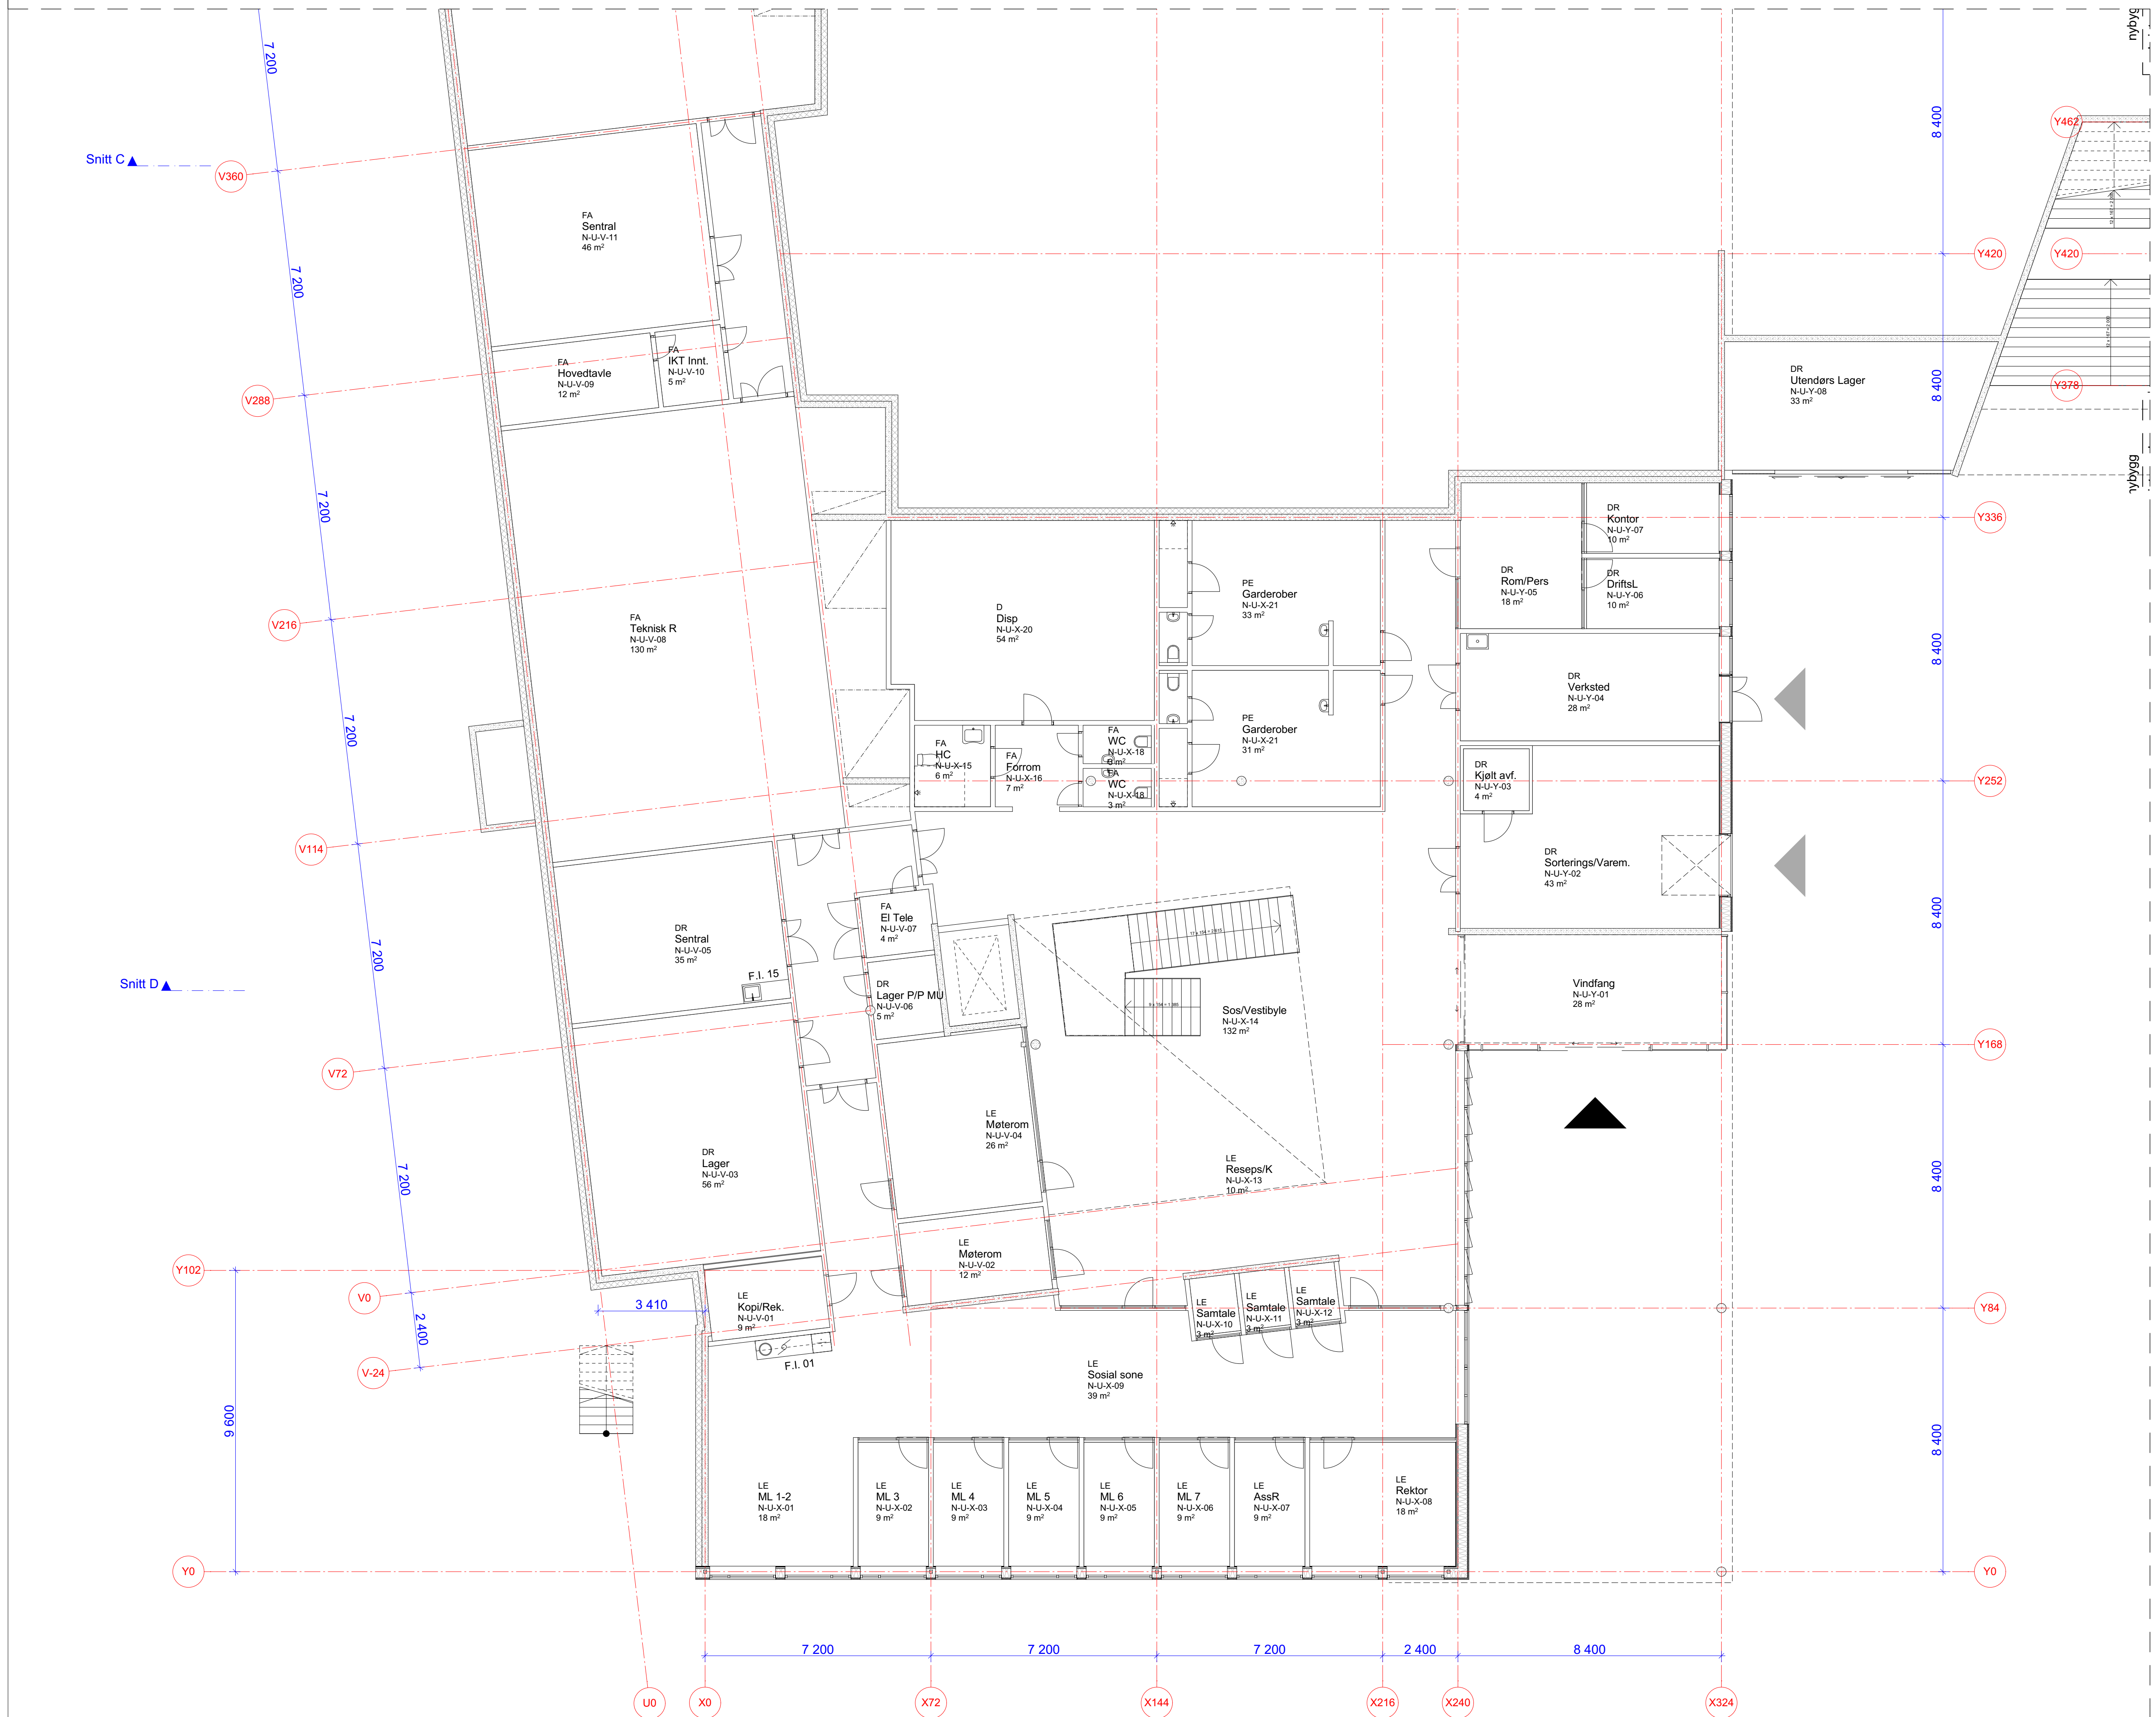 nybyg
7 200
8 400
Snitt C
V360
Y462
FA
Sentral
N-U-V-11
46 m²
Y420
Y420
7 200
FA
Hovedtavle
N-U-V-09
12 m²
FA
IKT Innt.
N-U-V-10
5 m²
V288
DR
Utendørs Lager
N-U-Y-08
33 m²
8 400
Y378
nybygg
7 200
DR
Kontor
N-U-Y-07
10 m²
Y336
DR
Rom/Pers
N-U-Y-05
18 m²
DR
DriftsL
N-U-Y-06
10 m²
V216
FA
Teknisk R
N-U-V-08
130 m²
D
Disp
N-U-X-20
54 m²
PE
Garderober
N-U-X-21
33 m²
8 400
DR
Verksted
N-U-Y-04
28 m²
7 200
FA
HC
N-U-X-15
6 m²
FA
Forrom
N-U-X-16
7 m²
FA
WC
N-U-X-18
3 m²
FA
WC
N-U-X-18
3 m²
PE
Garderober
N-U-X-21
31 m²
DR
Kjølt avf.
N-U-Y-03
4 m²
Y252
V114
DR
Sorterings/Varem.
N-U-Y-02
43 m²
7 200
DR
Sentral
N-U-V-05
35 m²
F.I. 15
FA
El Tele
N-U-V-07
4 m²
8 400
Snitt D
DR
Lager P/P MU
N-U-V-06
5 m²
Sos/Vestibyle
N-U-X-14
132 m²
Vindfang
N-U-Y-01
28 m²
Y168
V72
LE
Møterom
N-U-V-04
26 m²
7 200
DR
Lager
N-U-V-03
56 m²
LE
Reseps/K
N-U-X-13
10 m²
8 400
LE
Møterom
N-U-V-02
12 m²
Y102
V0
3 410
2 400
LE
Kopi/Rek.
N-U-V-01
9 m²
F.I. 01
LE
Samtale
N-U-X-10
3 m²
LE
Samtale
N-U-X-11
3 m²
LE
Samtale
N-U-X-12
3 m²
Y84
V-24
LE
Sosial sone
N-U-X-09
39 m²
9 600
8 400
LE
ML 1-2
N-U-X-01
18 m²
LE
ML 3
N-U-X-02
9 m²
LE
ML 4
N-U-X-03
9 m²
LE
ML 5
N-U-X-04
9 m²
LE
ML 6
N-U-X-05
9 m²
LE
ML 7
N-U-X-06
9 m²
LE
AssR
N-U-X-07
9 m²
LE
Rektor
N-U-X-08
18 m²
Y0
Y0
7 200
7 200
7 200
2 400
8 400
U0
X0
X72
X144
X216
X240
X324